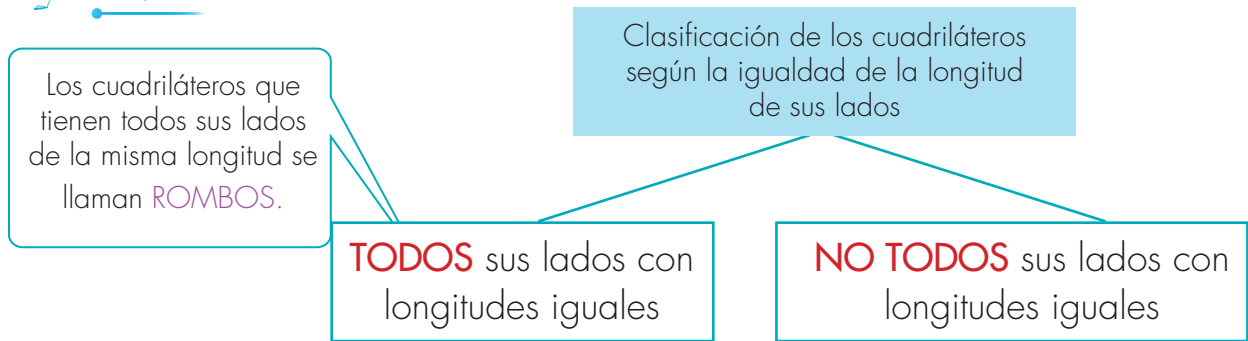 Clasificación de los cuadriláteros
según la igualdad de la longitud
de sus lados
Los cuadriláteros que
tienen todos sus lados
de la misma longitud se
llaman ROMBOS.
TODOS sus lados con
longitudes iguales
NO TODOS sus lados con
longitudes iguales